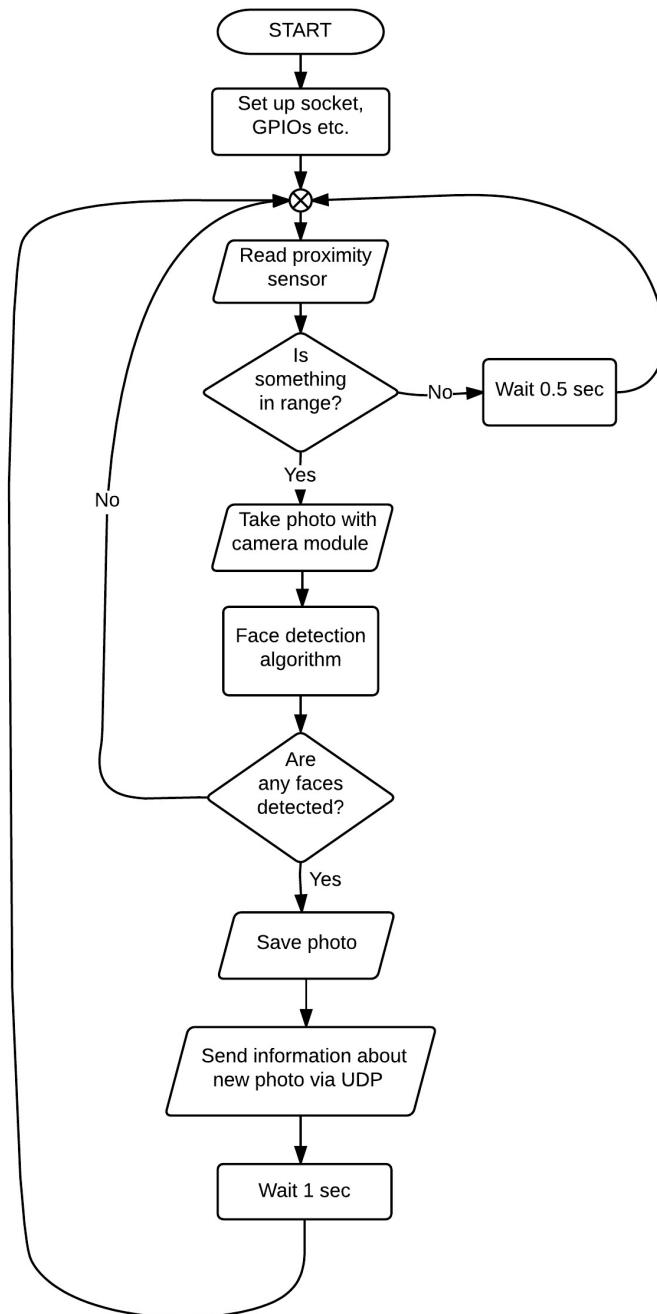 START
Set up socket,
GPIOs etc.
Read proximity
sensor
Is
something
in range?
No
Wait 0.5 sec
Yes
Take photo with
camera module
No
Face detection
algorithm
Are
any faces
detected?
Yes
Save photo
Send information about
new photo via UDP
Wait 1 sec